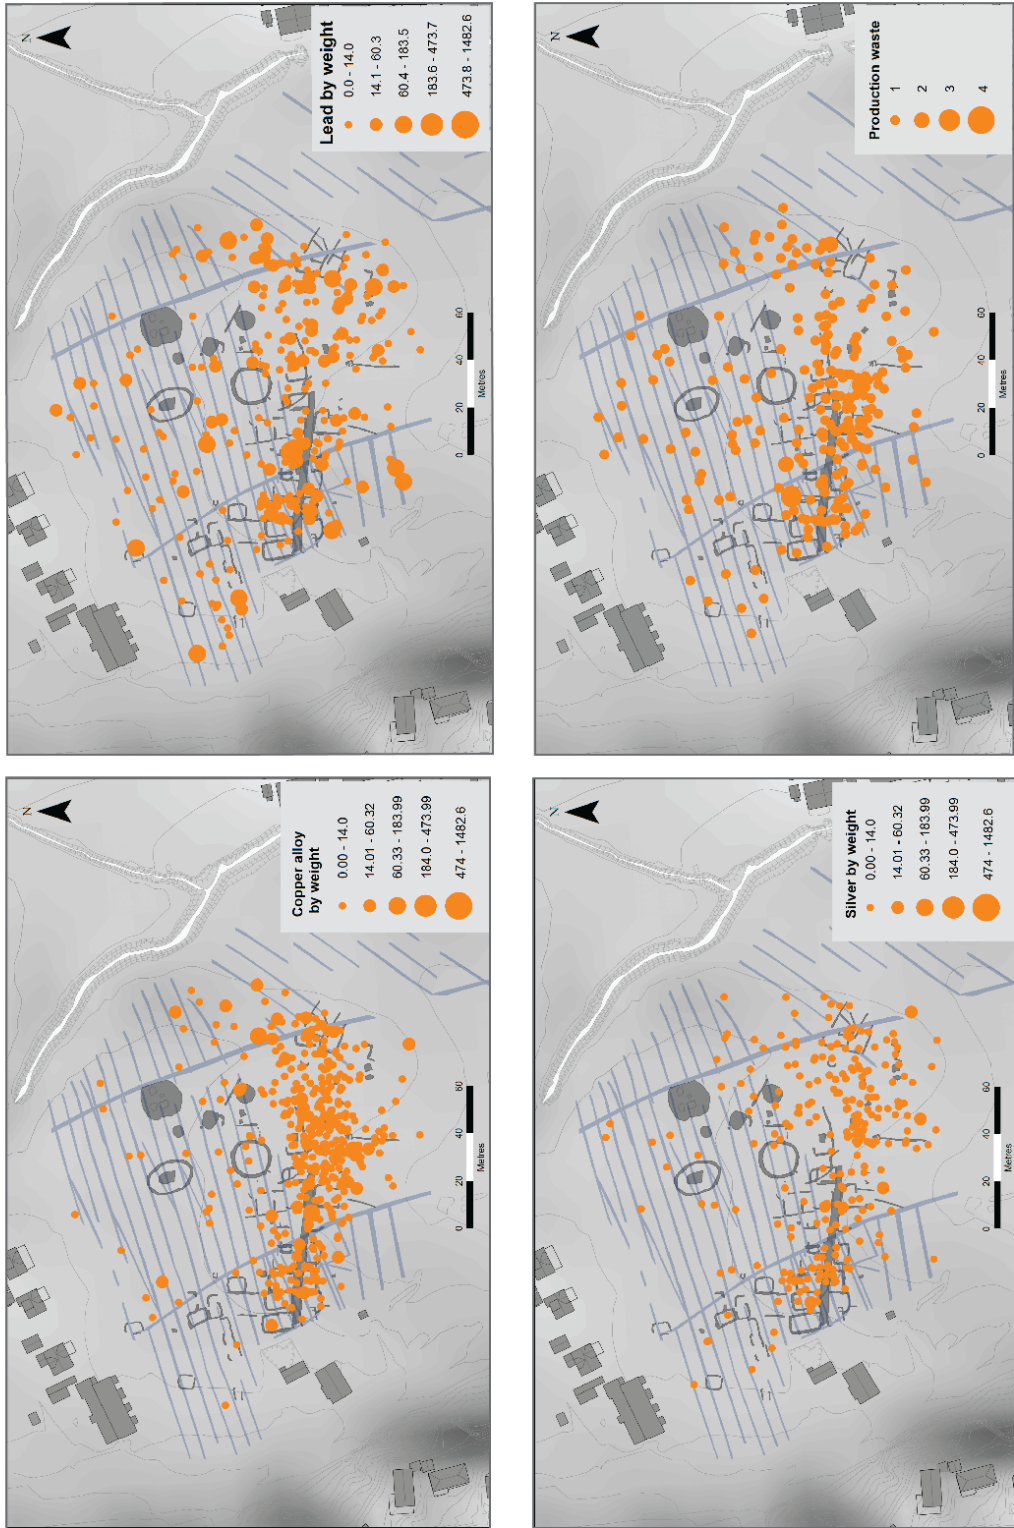 N
Copper alloy
by weight
0.00 - 14.0
14.01 - 60.32
60.33 - 183.99
184.0 - 473.99
474 - 1482.6
0 20 40 60
Metres
N
Lead by weight
0.0 - 14.0
14.1 - 60.3
60.4 - 183.5
183.6 - 473.7
473.8 - 1482.6
0 20 40 60
Metres
N
Silver by weight
0.00 - 14.0
14.01 - 60.32
60.33 - 183.99
184.0 - 473.99
474 - 1482.6
0 20 40 60
Metres
N
Production waste
1
2
3
4
0 20 40 60
Metres